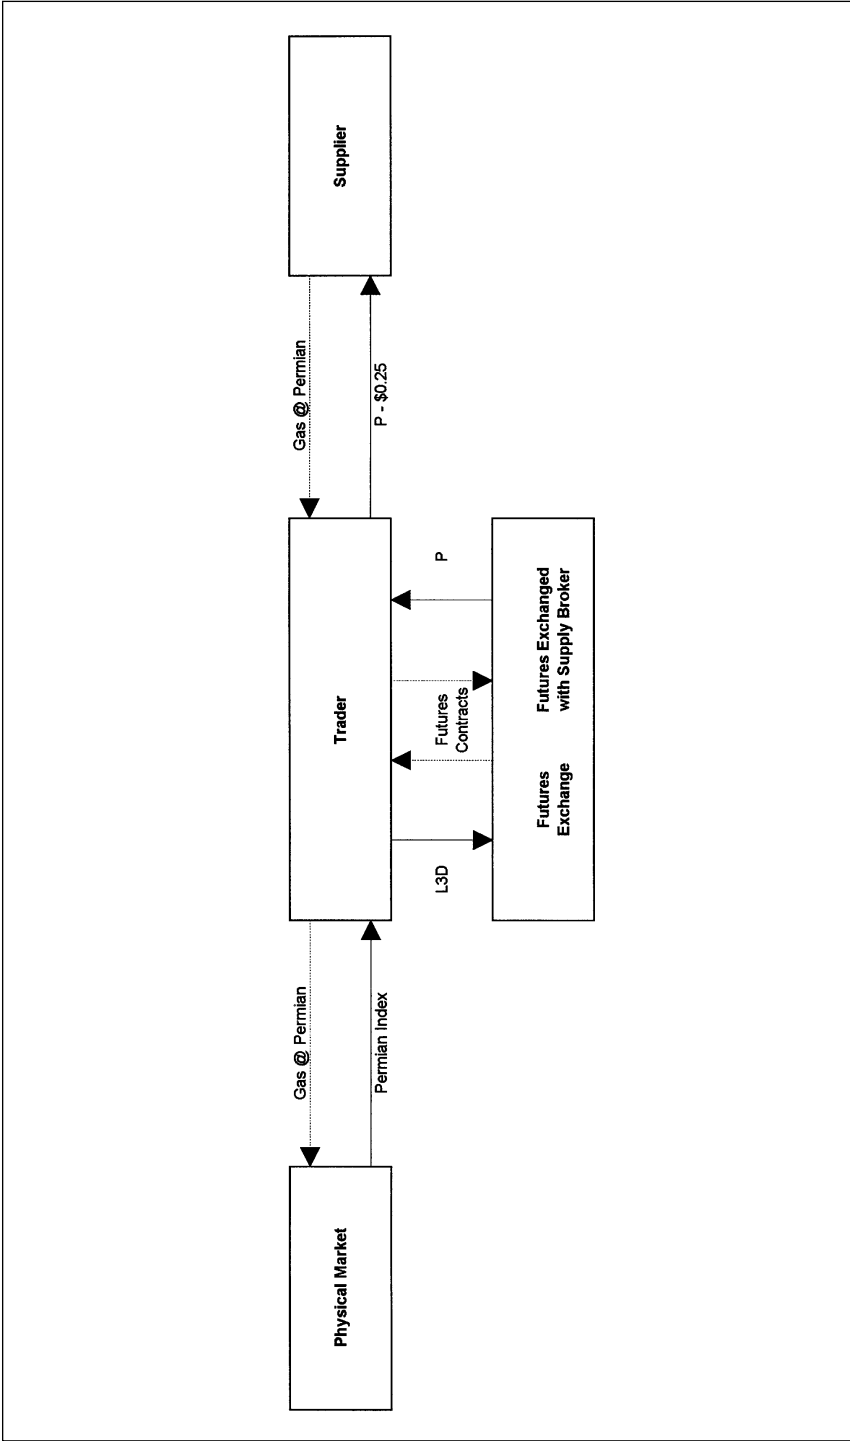 Physical Market
Gas @ Permian
Permian Index
Trader
Gas @ Permian
P - $0.25
Supplier
L3D
Futures
Contracts
P
Futures
Exchange
Futures Exchanged
with Supply Broker